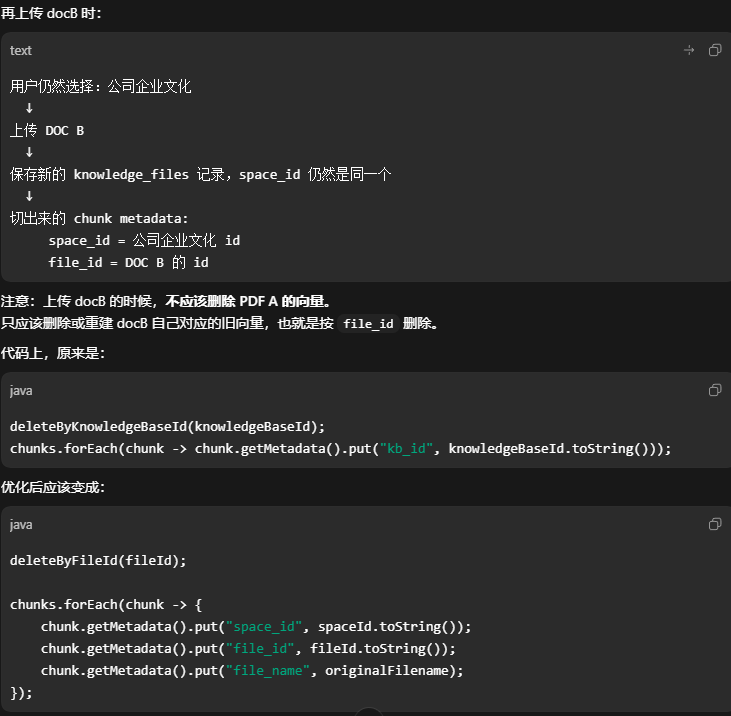 再上传 docB 时：
text
用户仍然选择：公司企业文化
↓
上传 DOC B
↓
保存新的 knowledge_files 记录，space_id 仍然是同一个
↓
切出来的 chunk metadata:
space_id = 公司企业文化 id
file_id = DOC B 的 id
注意：上传 docB 的时候，不应该删除 PDF A 的向量。
只应该删除或重建 docB 自己对应的旧向量，也就是按 file_id 删除。
代码上，原来是：
java
deleteByKnowledgeBaseId(knowledgeBaseId);
chunks.forEach(chunk -> chunk.getMetadata().put("kb_id", knowledgeBaseId.toString()));
优化后应该变成：
java
deleteByFileId(fileId);
chunks.forEach(chunk -> {
    chunk.getMetadata().put("space_id", spaceId.toString());
    chunk.getMetadata().put("file_id", fileId.toString());
    chunk.getMetadata().put("file_name", originalFilename);
});